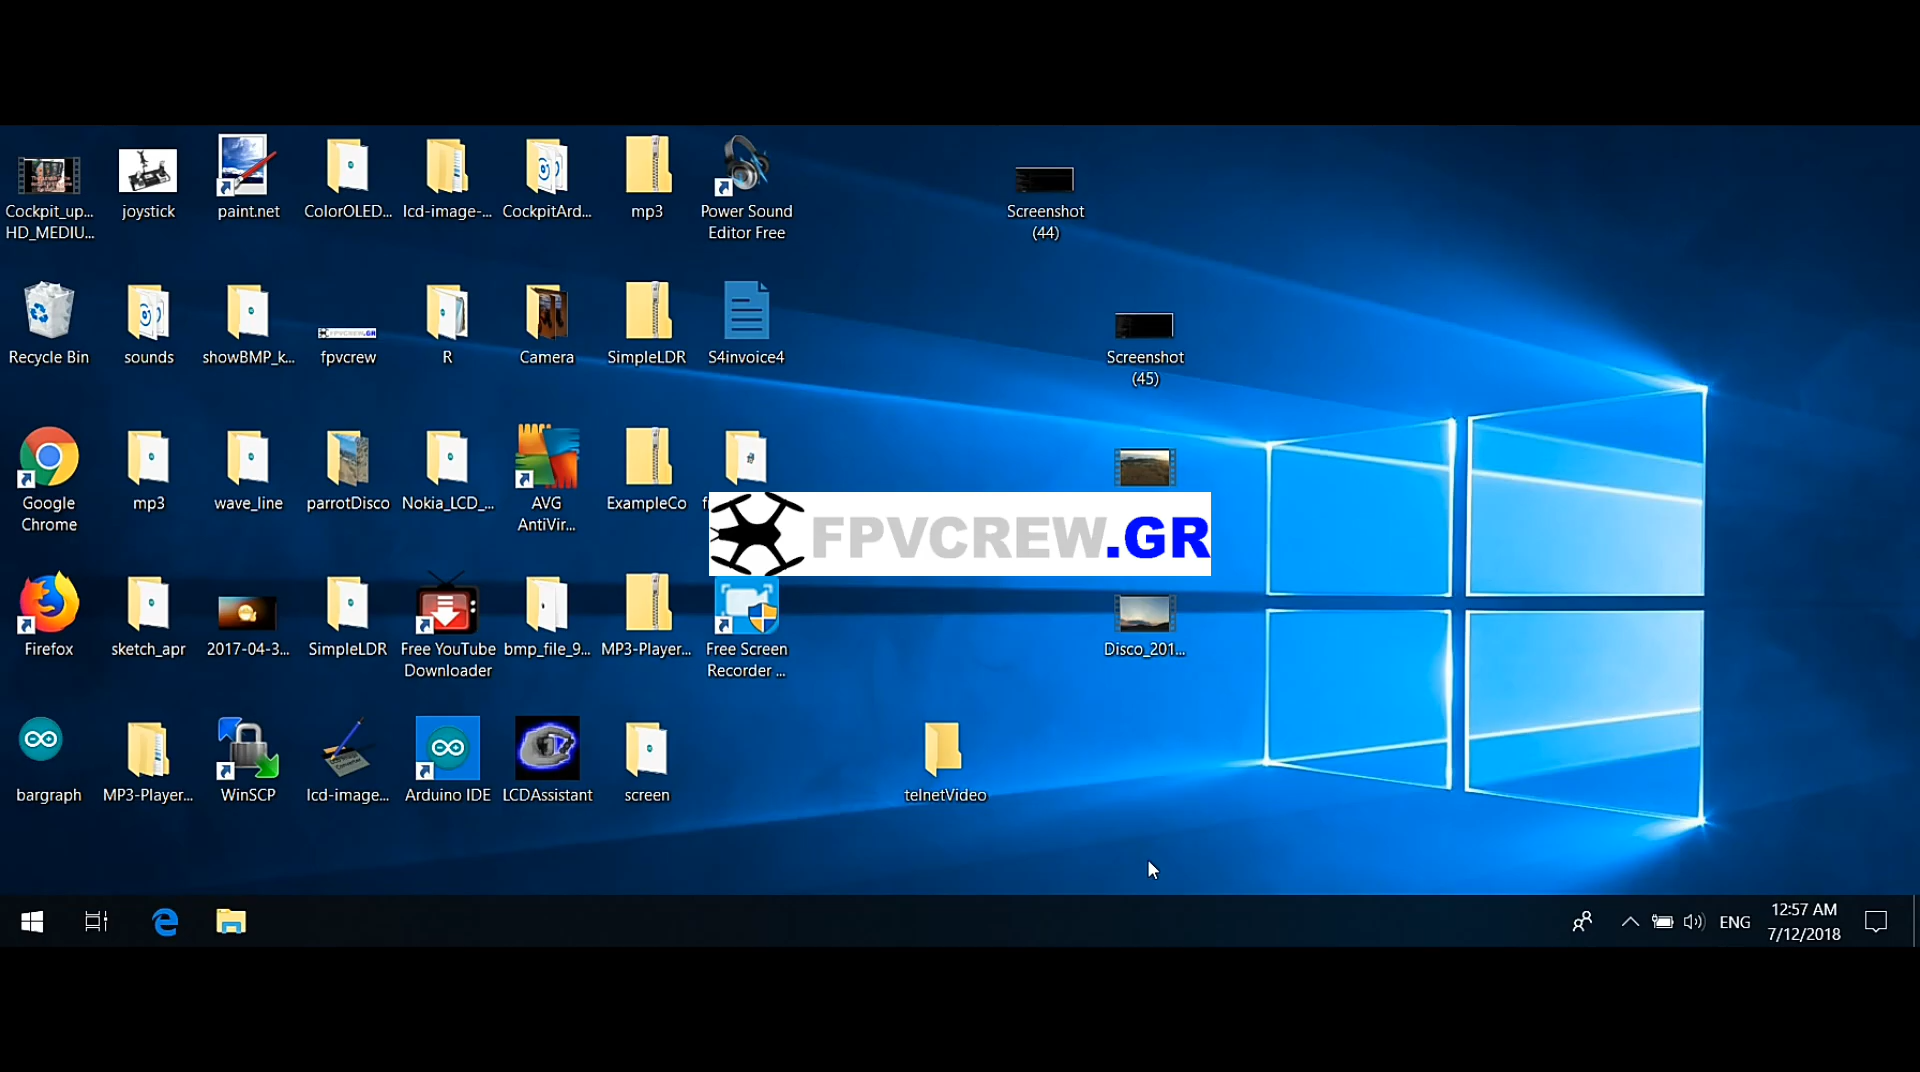 Cockpit_up...
HD_MEDIU...
joystick
paint.net
ColorOLED...
lcd-image-...
CockpitArd...
mp3
Power Sound
Editor Free
Screenshot
(44)
Recycle Bin
sounds
showBMP_k...
FPVCREW.GR
fpvcrew
R
Camera
SimpleLDR
S4invoice4
Screenshot
(45)
Google
Chrome
mp3
wave_line
parrotDisco
Nokia_LCD_...
AVG
AntiVir...
ExampleCo
FPVCREW.GR
Firefox
sketch_apr
2017-04-3...
SimpleLDR
Free YouTube
Downloader
bmp_file_9...
MP3-Player...
Free Screen
Recorder ...
Disco_201...
bargraph
MP3-Player...
WinSCP
lcd-image...
Arduino IDE
LCDAssistant
screen
telnetVideo
ENG
12:57 AM
7/12/2018